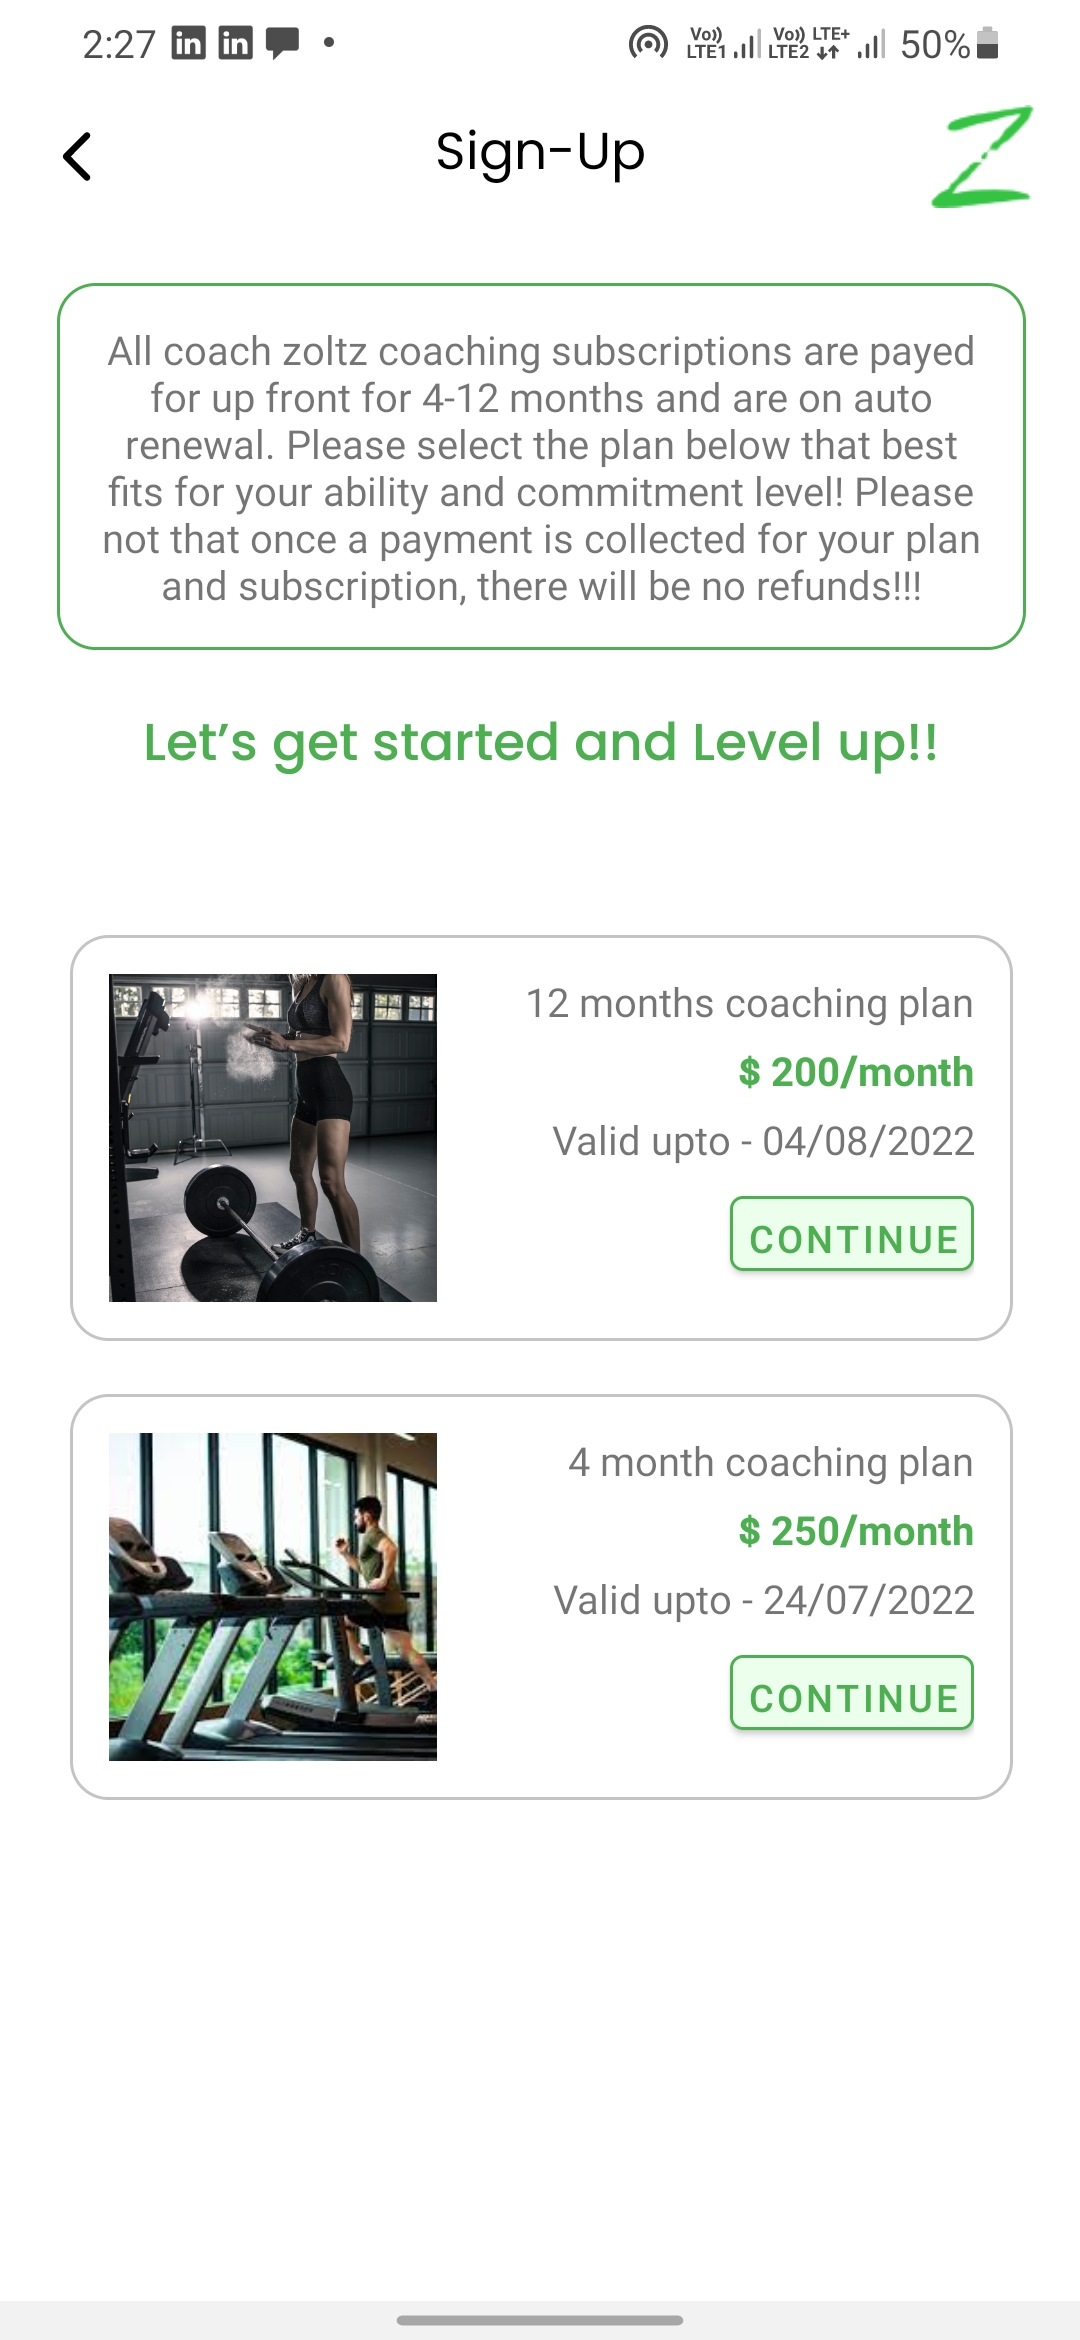 2:27
Vo)) LTE1 Vo)) LTE+ LTE2 50%
Sign-Up
All coach zoltz coaching subscriptions are payed
for up front for 4-12 months and are on auto
renewal. Please select the plan below that best
fits for your ability and commitment level! Please
not that once a payment is collected for your plan
and subscription, there will be no refunds!!!
Let's get started and Level up!!
12 months coaching plan
$ 200/month
Valid upto - 04/08/2022
CONTINUE
4 month coaching plan
$ 250/month
Valid upto - 24/07/2022
CONTINUE